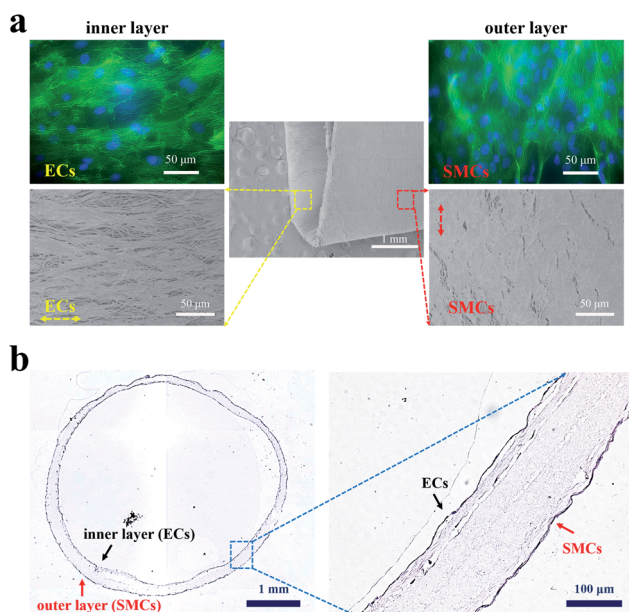 a
inner layer
outer layer
ECs
50 μm
SMCs
50 μm
1 mm
ECs
50 μm
SMCs
50 μm
b
inner layer (ECs)
outer layer (SMCs)
1 mm
ECs
SMCs
100 μm